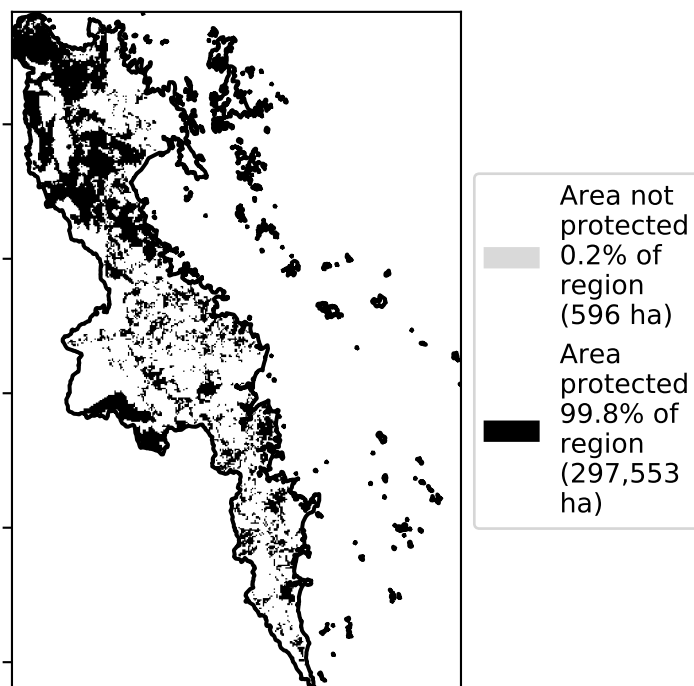 Area not
protected
0.2% of
region
(596 ha)
Area
protected
99.8% of
region
(297,553
ha)